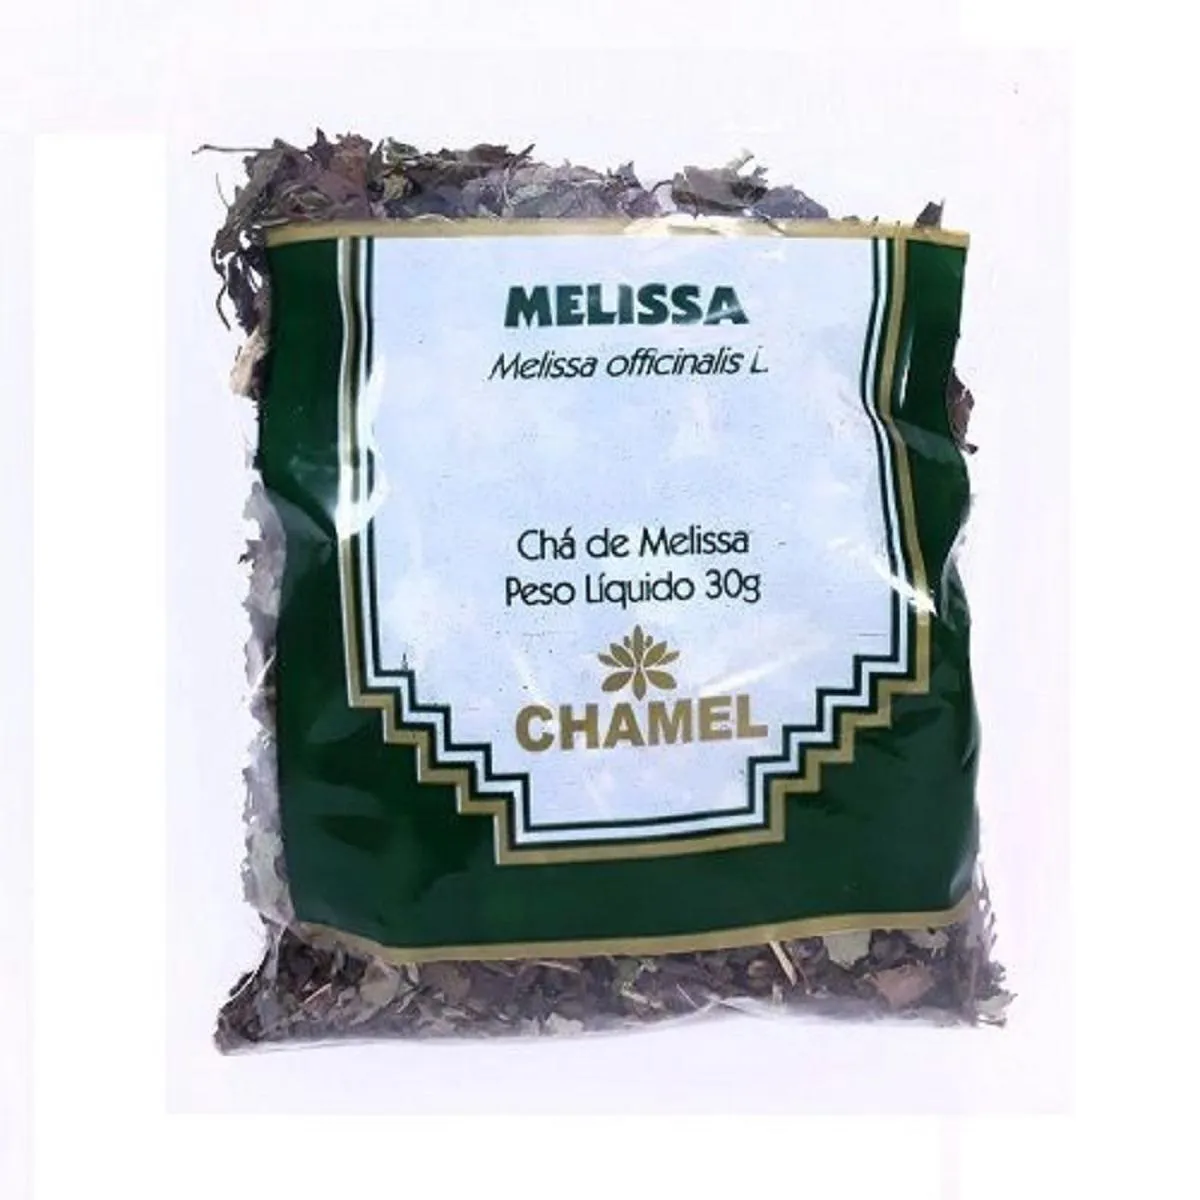 MELISSA
Melissa officinalis L.
Chá de Melissa
Peso Líquido 30g
CHAMEL